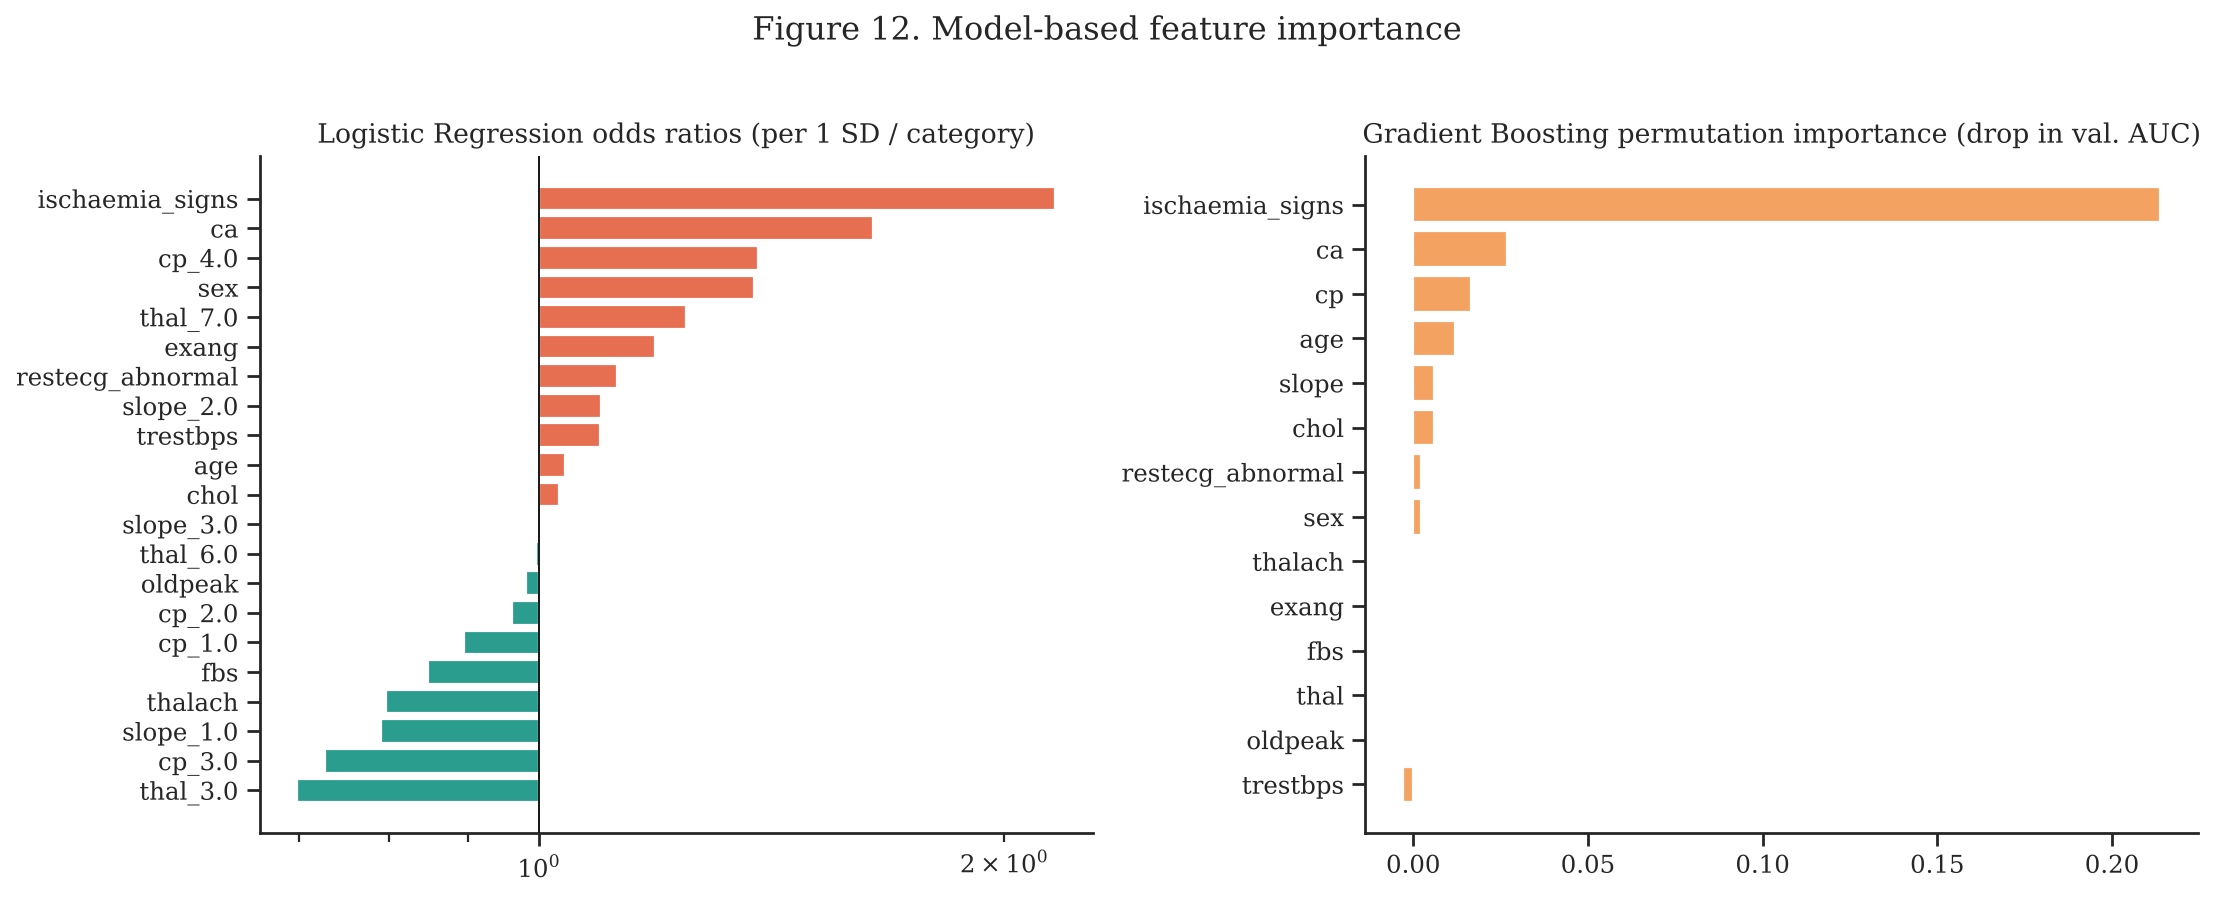 Figure 12. Model-based feature importance
Logistic Regression odds ratios (per 1 SD / category)
ischaemia_signs
ca
cp_4.0
sex
thal_7.0
exang
restecg_abnormal
slope_2.0
trestbps
age
chol
slope_3.0
thal_6.0
oldpeak
cp_2.0
cp_1.0
fbs
thalach
slope_1.0
cp_3.0
thal_3.0
10⁰
2 × 10⁰
Gradient Boosting permutation importance (drop in val. AUC)
ischaemia_signs
ca
cp
age
slope
chol
restecg_abnormal
sex
thalach
exang
fbs
thal
oldpeak
trestbps
0.00
0.05
0.10
0.15
0.20